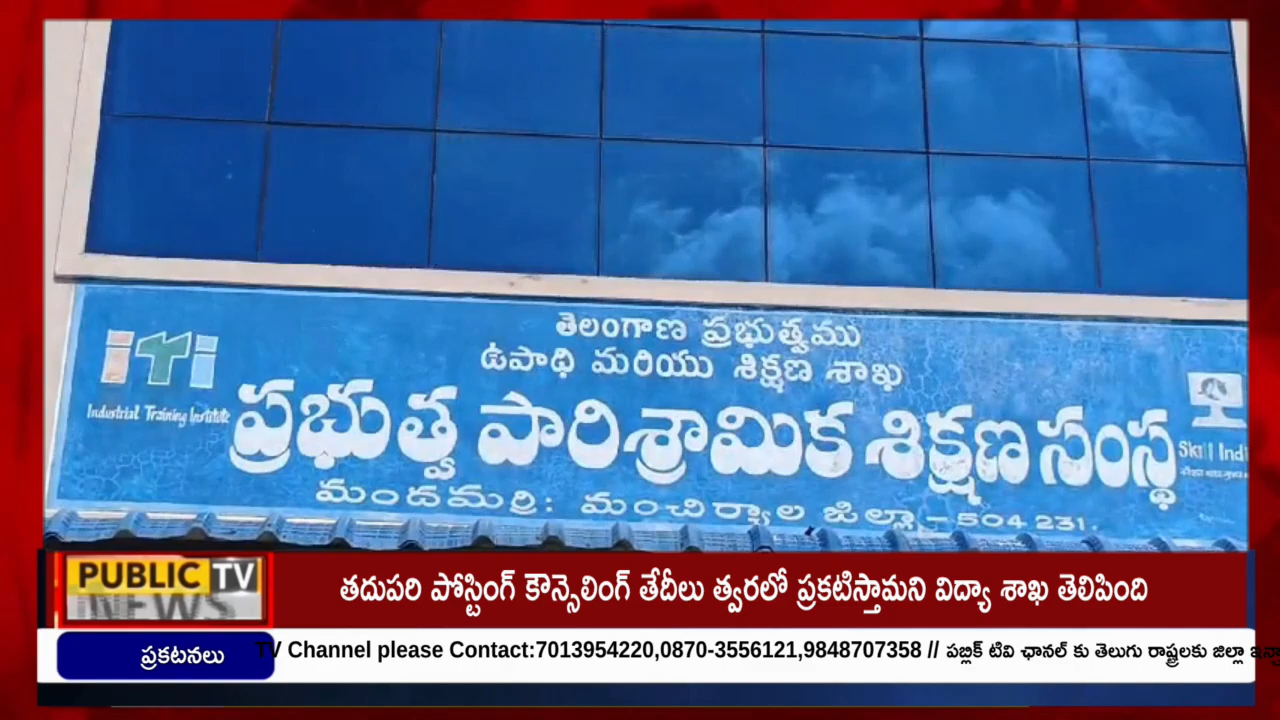 తెలంగాణ ప్రభుత్వము
ఉపాధి మరియు శిక్షణ శాఖ
iTi
Industrial Training Institute
ప్రభుత్వ పారిశ్రామిక శిక్షణ సంస్థ
Skill Ind
మందమర్రి: మంచిర్యాల జిల్లా - 504 231.
PUBLIC TV
NEWS
తదుపరి పోస్టింగ్ కౌన్సెలింగ్ తేదీలు త్వరలో ప్రకటిస్తామని విద్యా శాఖ తెలిపింది
ప్రకటనలు
TV Channel please Contact:7013954220,0870-3556121,9848707358 // పబ్లిక్ టివి ఛానల్ కు తెలుగు రాష్ట్రలకు జిల్లా